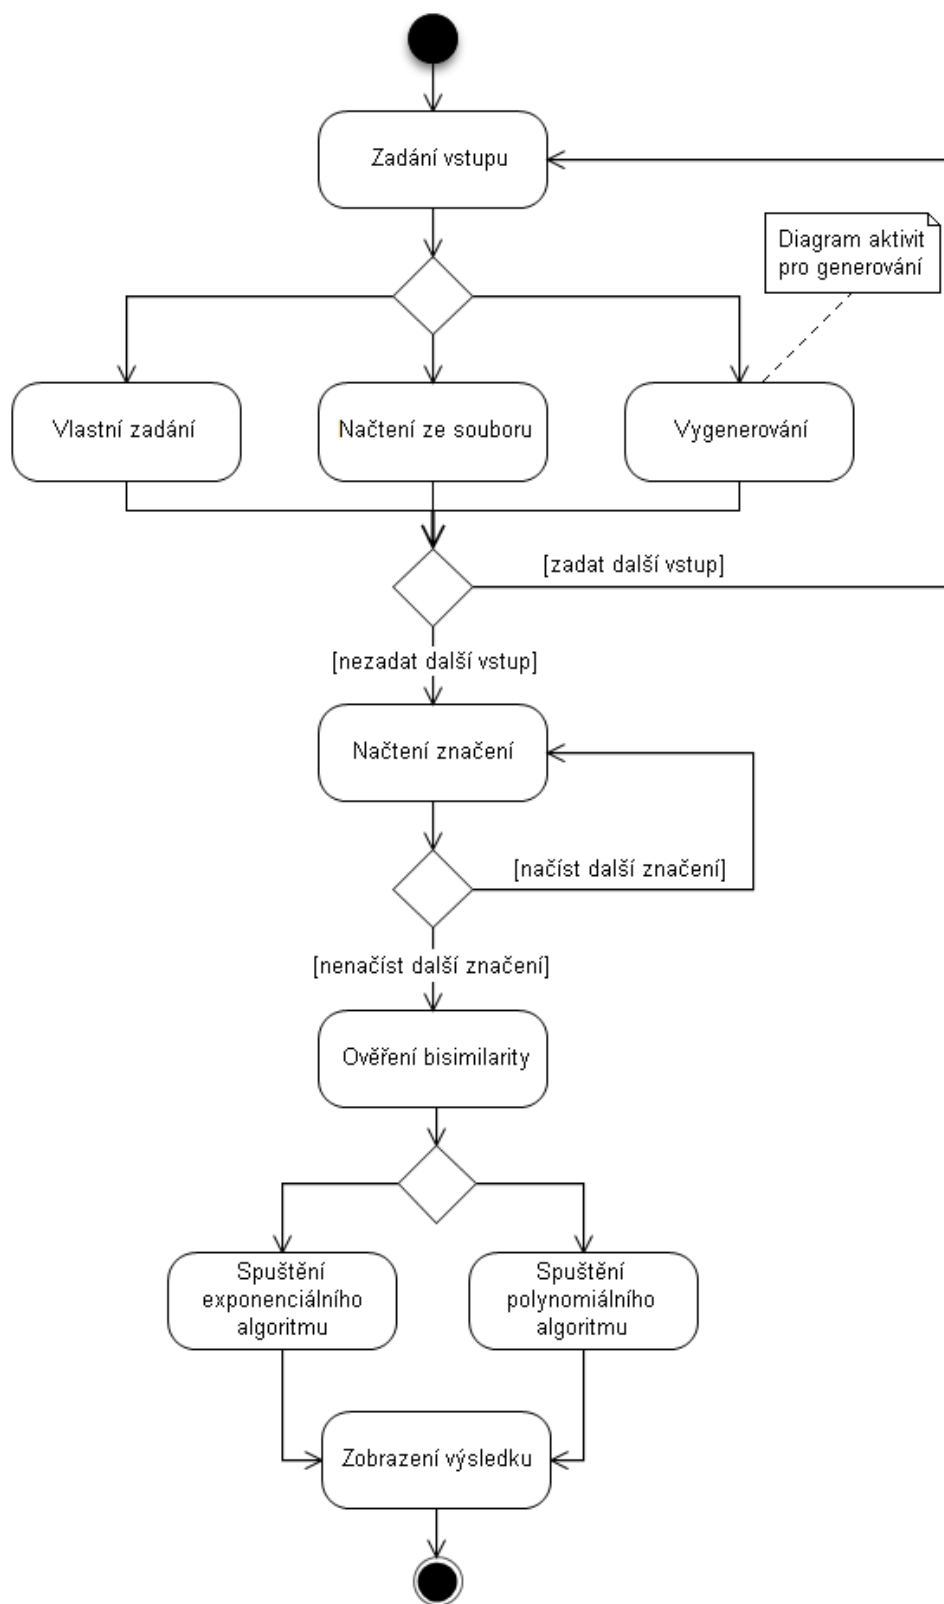 Zadání vstupu
Diagram aktivit
pro generování
Vlastní zadání
Načtení ze souboru
Vygenerování
[zadat další vstup]
[nezadat další vstup]
Načtení značení
[načíst další značení]
[nenačíst další značení]
Ověření bisimilarity
Spuštění
exponenciálního
algoritmu
Spuštění
polynomiálního
algoritmu
Zobrazení výsledku